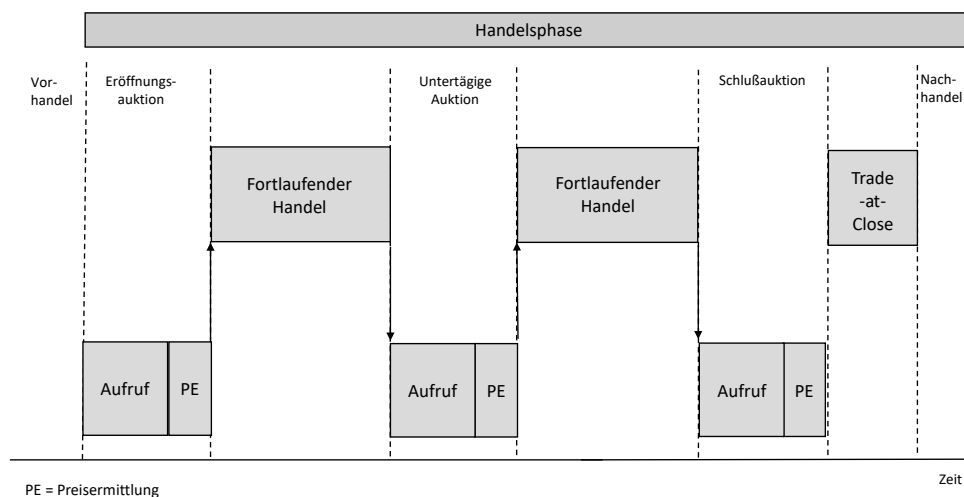 Handelsphase
Vor-
handel
Eröffnungs-
auktion
Untertägige
Auktion
Schlußauktion
Nach-
handel
Fortlaufender
Handel
Fortlaufender
Handel
Trade
-at-
Close
Aufruf
PE
Aufruf
PE
Aufruf
PE
PE = Preisermittlung
Zeit